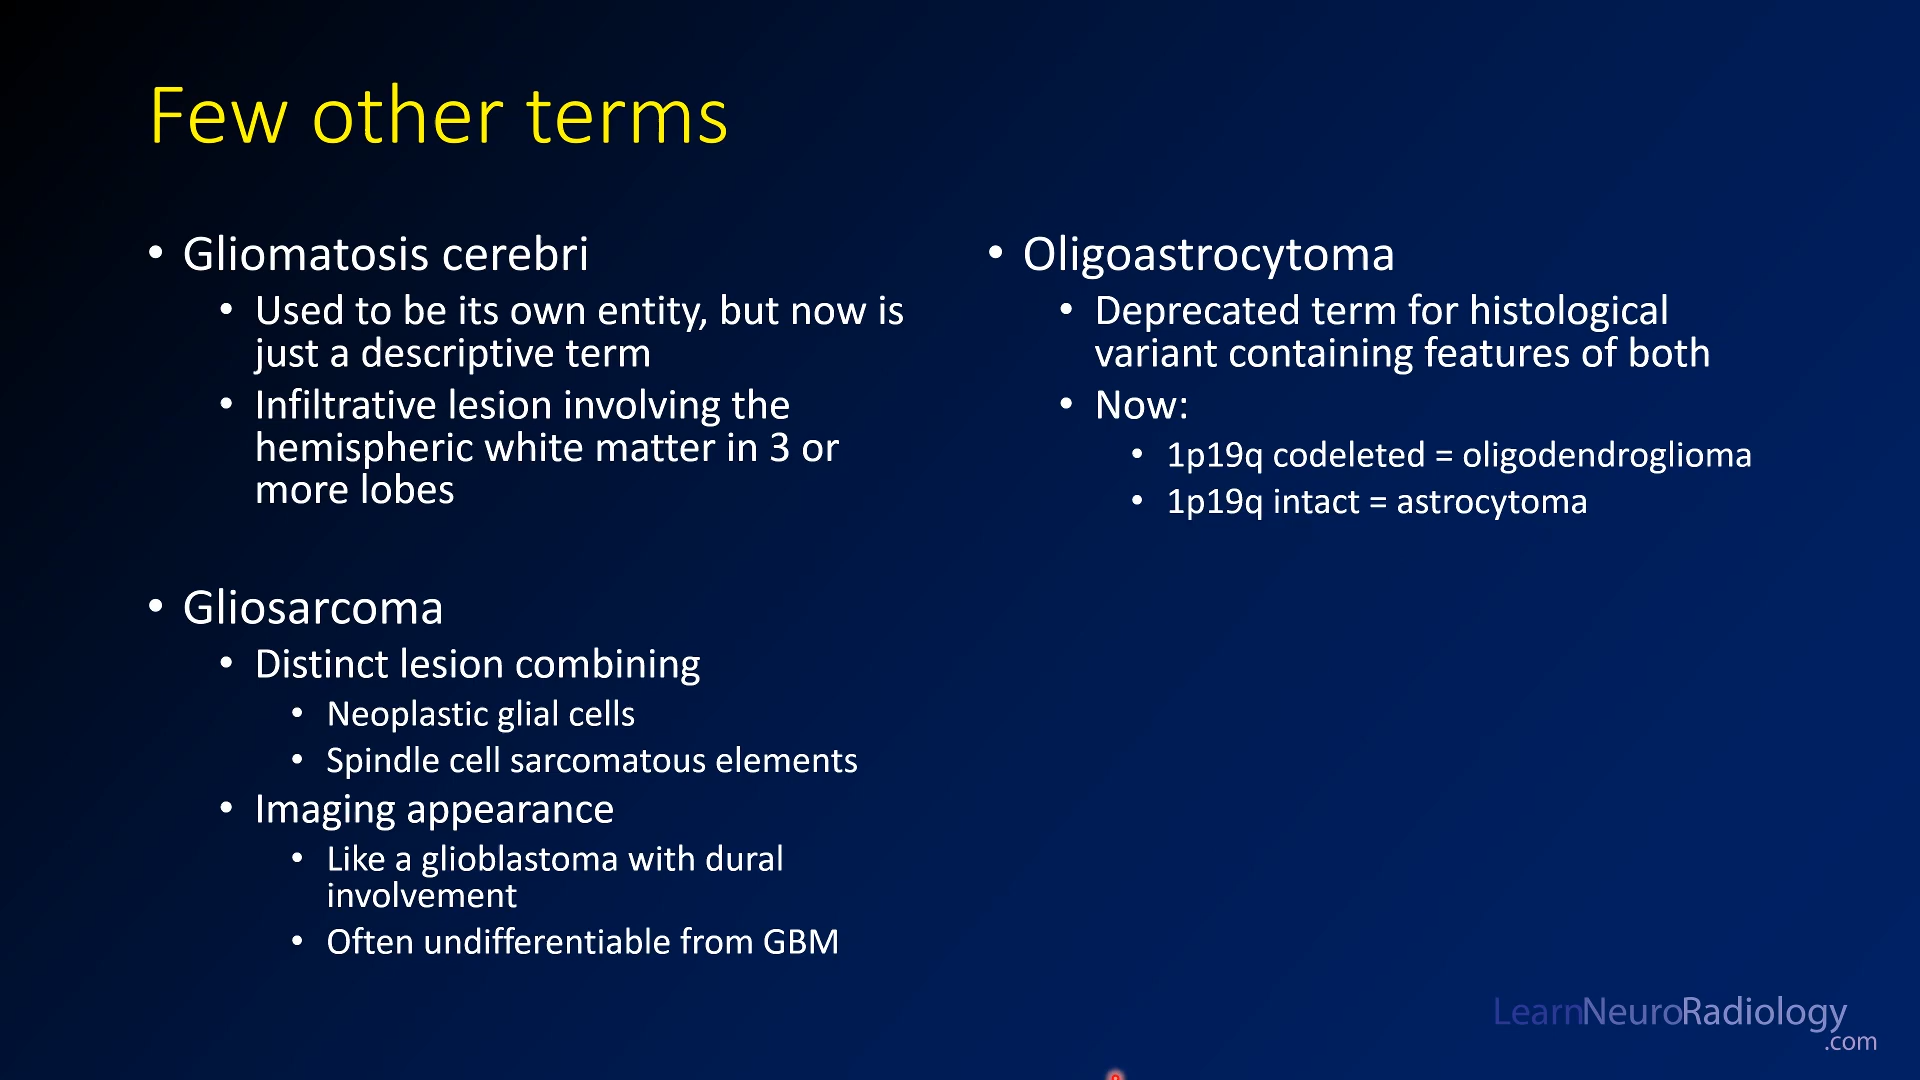 Few other terms
• Gliomatosis cerebri
• Used to be its own entity, but now is
just a descriptive term
• Infiltrative lesion involving the
hemispheric white matter in 3 or
more lobes
• Gliosarcoma
• Distinct lesion combining
• Neoplastic glial cells
• Spindle cell sarcomatous elements
• Imaging appearance
• Like a glioblastoma with dural
involvement
• Often undifferentiable from GBM
• Oligoastrocytoma
• Deprecated term for histological
variant containing features of both
• Now:
• 1p19q codeleted = oligodendroglioma
• 1p19q intact = astrocytoma
LearnNeuroRadiology
.com